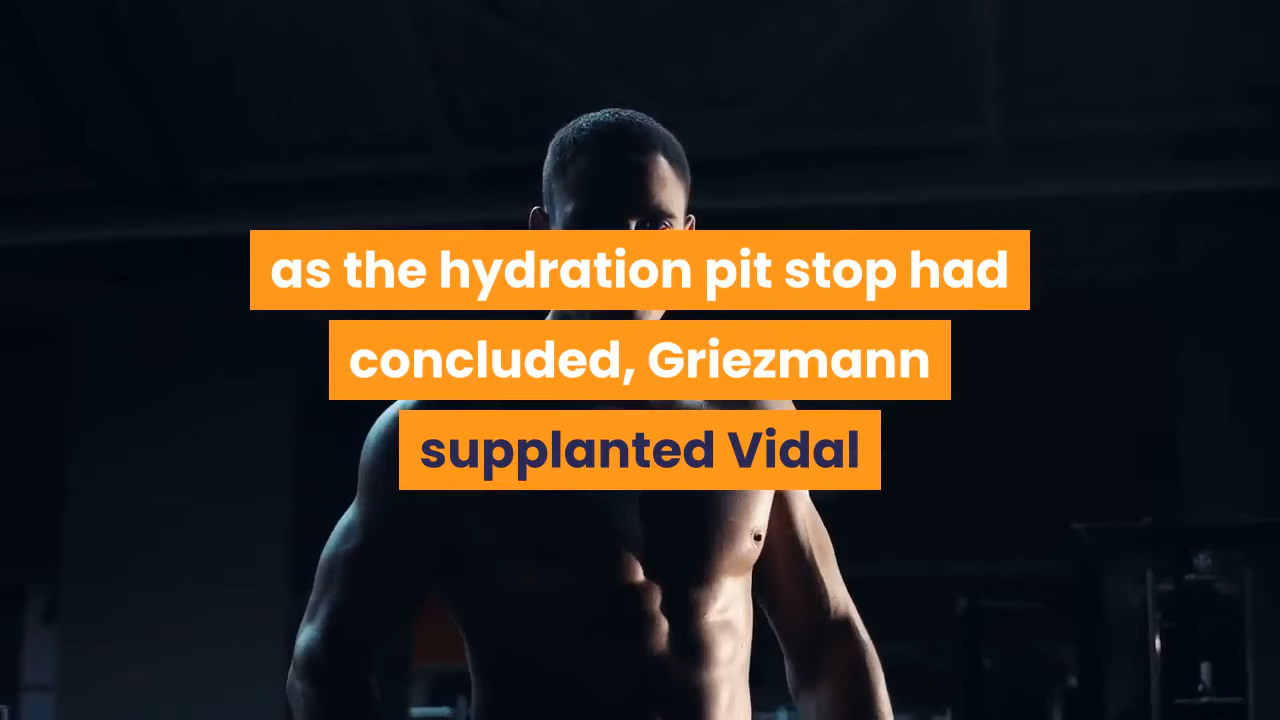 as the hydration pit stop had
concluded, Griezmann
supplanted Vidal